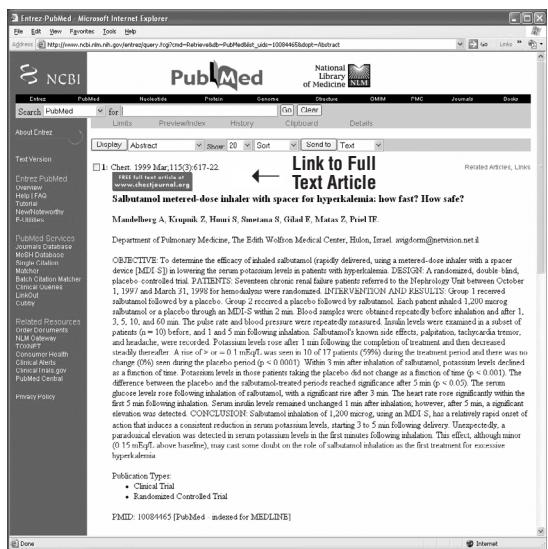 Entrez-PubMed - Microsoft Internet Explorer
File Edit View Favorites Tools Help
Address http://www.ncbi.nlm.nih.gov/entrez/query.fcgi?cmd=Retrieve&db=PubMed&list_uids=10084465&dopt=Abstract Go Links
NCBI PubMed National Library of Medicine NLM
Entrez PubMed Nucleotide Protein Genome Structure OMIM PMC Journals Books
Search PubMed for Go Clear
Limits Preview/Index History Clipboard Details
About Entrez
Display Abstract Show: 20 Sort Send to Text
Text Version
1: Chest. 1999 Mar;115(3):617-22. Related Articles, Links
FREE full text article at
www.chestjournal.org
Link to Full
Text Article
Entrez PubMed
Overview
Help | FAQ
Tutorial
New/Noteworthy
E-Utilities
PubMed Services
Journals Database
MeSH Database
Single Citation
Matcher
Batch Citation Matcher
Clinical Queries
LinkOut
Cubby
Related Resources
Order Documents
NLM Gateway
TOXNET
Consumer Health
Clinical Alerts
ClinicalTrials.gov
PubMed Central
Privacy Policy
Salbutamol metered-dose inhaler with spacer for hyperkalemia: how fast? How safe?
Mandelberg A, Krupnik Z, Houri S, Smetana S, Gilad E, Matas Z, Priel IE.
Department of Pulmonary Medicine, The Edith Wolfson Medical Center, Holon, Israel. avigdorm@netvision.net.il
OBJECTIVE: To determine the efficacy of inhaled salbutamol (rapidly delivered, using a metered-dose inhaler with a spacer
device [MDI-S]) in lowering the serum potassium levels in patients with hyperkalemia. DESIGN: A randomized, double-blind,
placebo-controlled trial. PATIENTS: Seventeen chronic renal failure patients referred to the Nephrology Unit between October
1, 1997 and March 31, 1998 for hemodialysis were randomized. INTERVENTION AND RESULTS: Group 1 received
salbutamol followed by a placebo. Group 2 received a placebo followed by salbutamol. Each patient inhaled 1,200 microg
salbutamol or a placebo through an MDI-S within 2 min. Blood samples were obtained repeatedly before inhalation and after 1,
3, 5, 10, and 60 min. The pulse rate and blood pressure were repeatedly measured. Insulin levels were examined in a subset of
patients (n = 10) before, and 1 and 5 min following inhalation. Salbutamol's known side effects, palpitation, tachycardia tremor,
and headache, were recorded. Potassium levels rose after 1 min following the completion of treatment and then decreased
steadily thereafter. A rise of > or = 0.1 mEq/L was seen in 10 of 17 patients (59%) during the treatment period and there was no
change (0%) seen during the placebo period (p < 0.0001). Within 3 min after inhalation of salbutamol, potassium levels declined
as a function of time. Potassium levels in those patients taking the placebo did not change as a function of time (p < 0.001). The
difference between the placebo and the salbutamol-treated periods reached significance after 5 min (p < 0.05). The serum
glucose levels rose following inhalation of salbutamol, with a significant rise after 3 min. The heart rate rose significantly within the
first 5 min following inhalation. Serum insulin levels remained unchanged 1 min after inhalation; however, after 5 min, a significant
elevation was detected. CONCLUSION: Salbutamol inhalation of 1,200 microg, using an MDI-S, has a relatively rapid onset of
action that induces a consistent reduction in serum potassium levels, starting 3 to 5 min following delivery. Unexpectedly, a
paradoxical elevation was detected in serum potassium levels in the first minutes following inhalation. This effect, although minor
(0.15 mEq/L above baseline), may cast some doubt on the role of salbutamol inhalation as the first treatment for excessive
hyperkalemia.
Publication Types:
• Clinical Trial
• Randomized Controlled Trial
PMID: 10084465 [PubMed - indexed for MEDLINE]
Done Internet